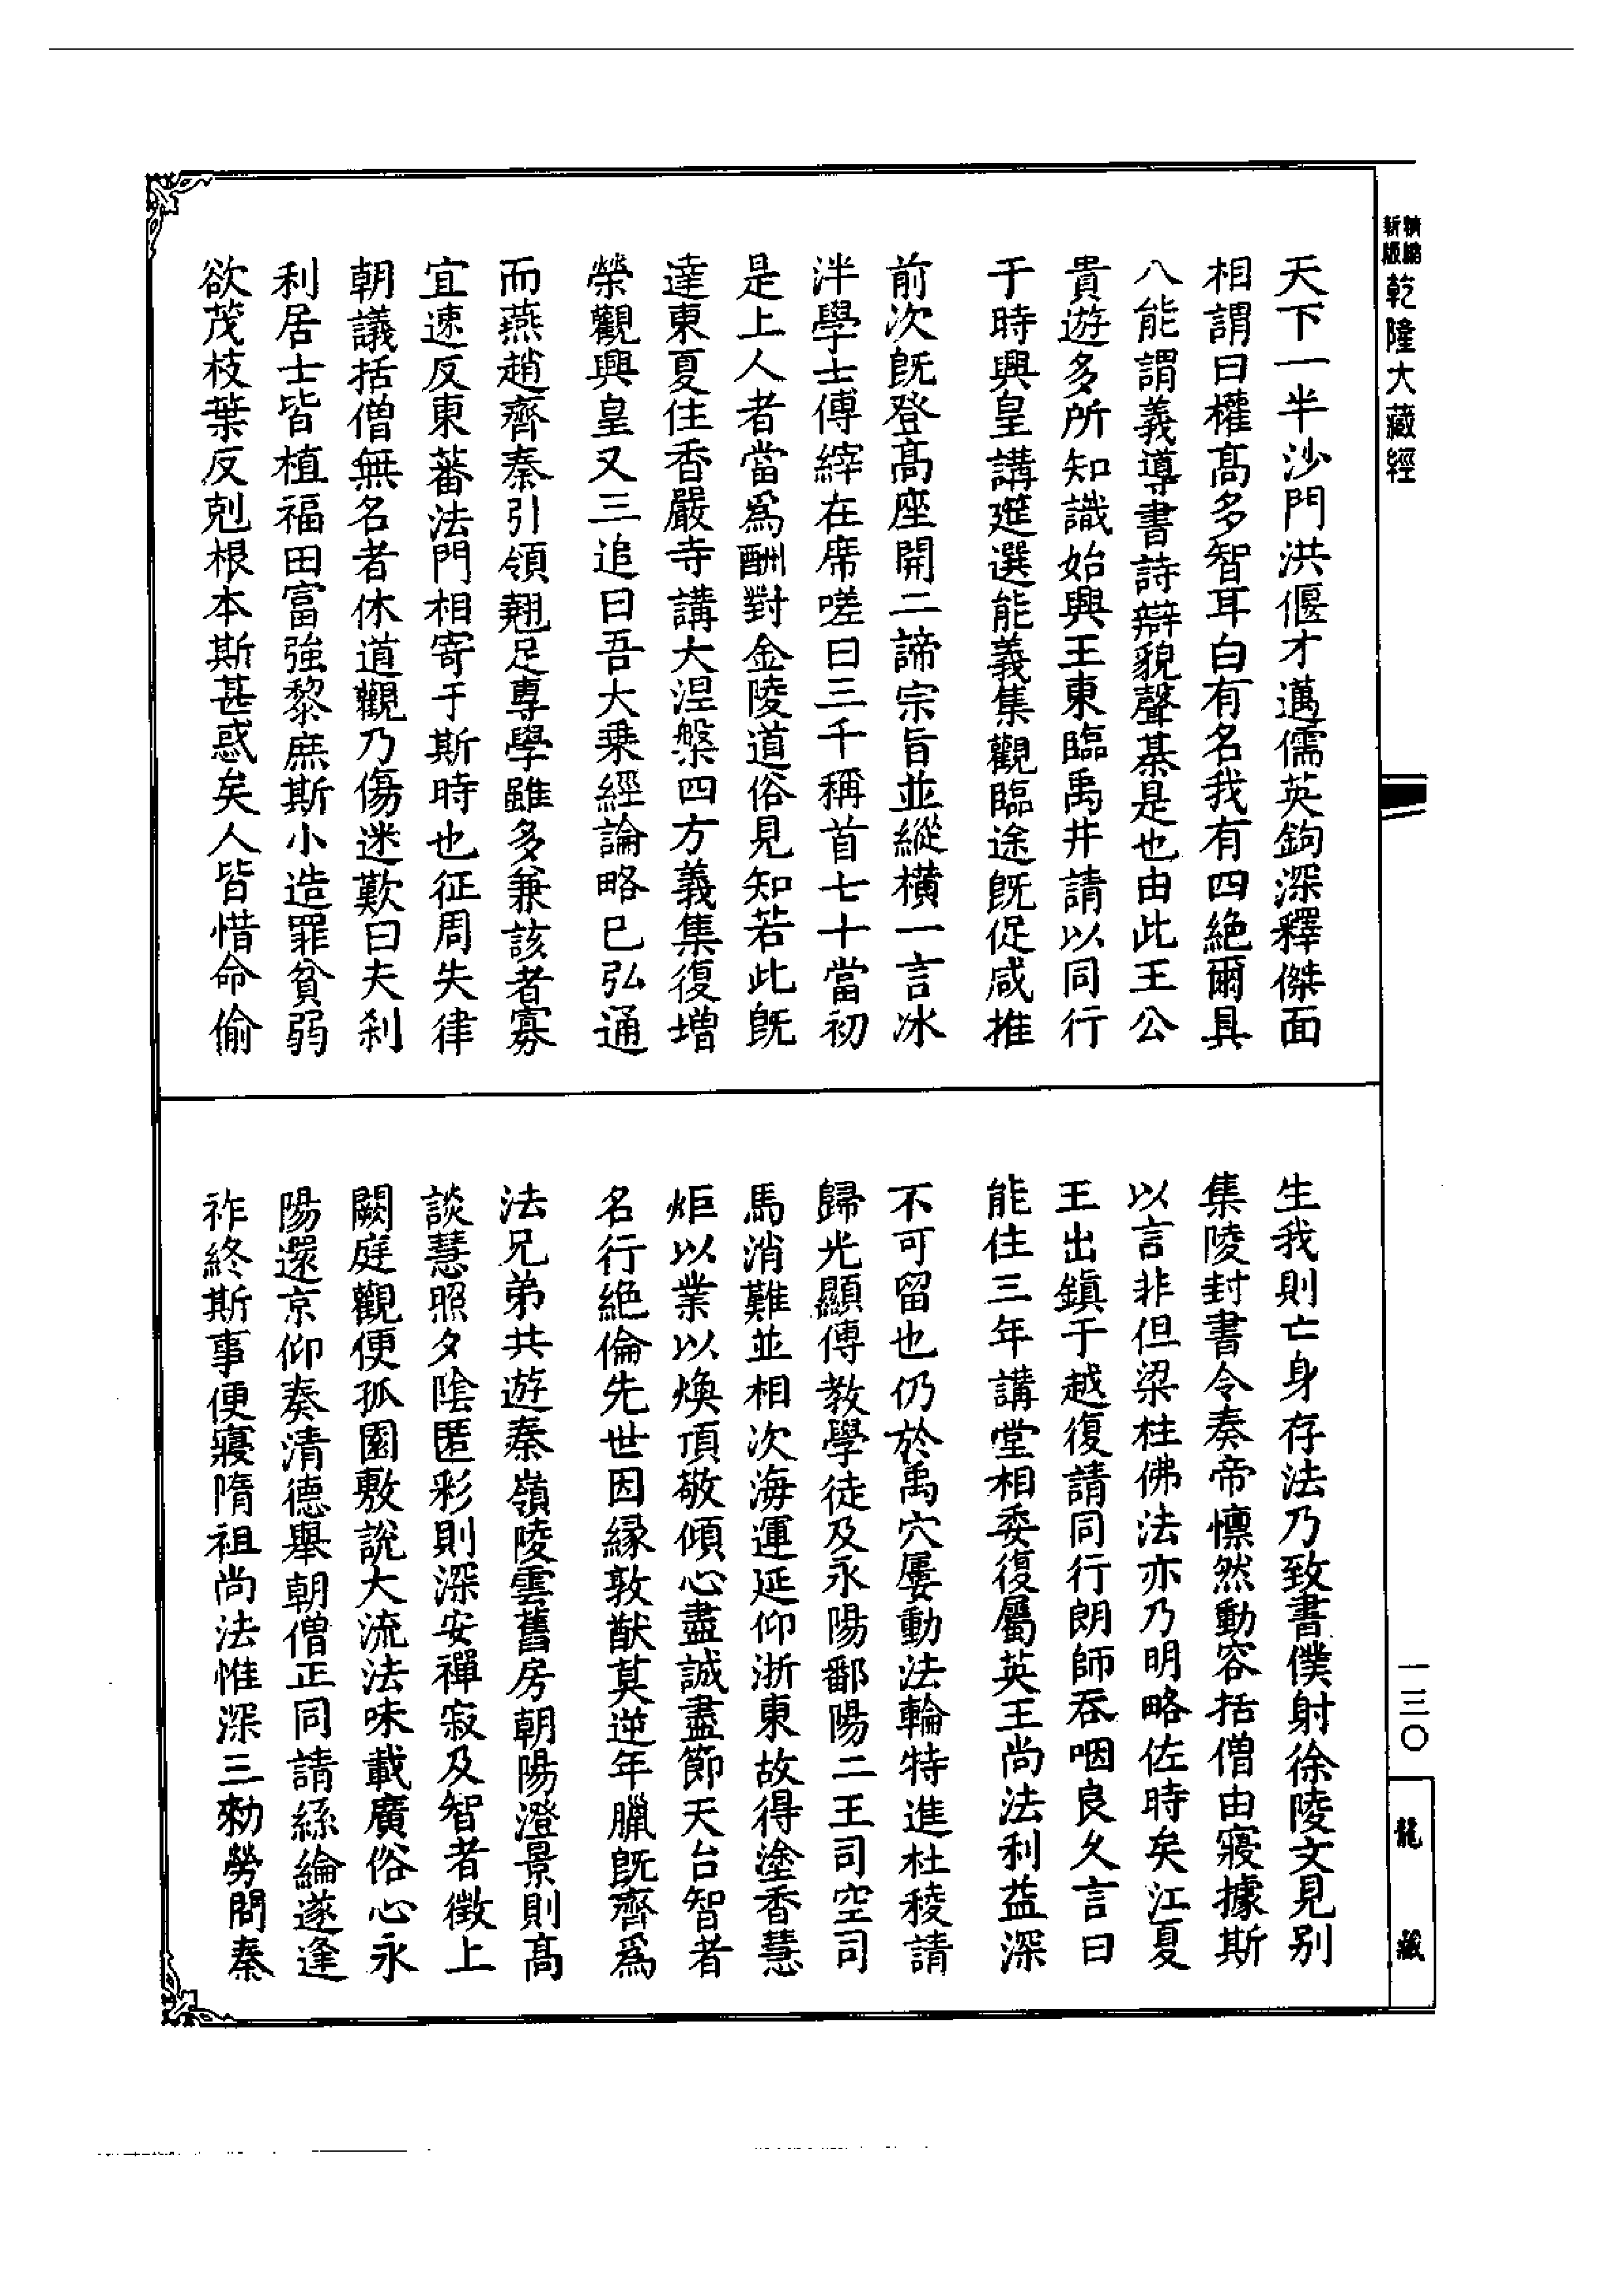 精編
新版
乾隆大藏經
天下一半沙門洪偃才邁儒英鉤深釋傑面
相謂曰權高多智耳白有名我有四絕爾具
八能謂義導書詩辯貌聲棊是也由此王公
貴遊多所知識始興王東臨禹井請以同行
于時興皇講筵選能義集觀臨途既促咸推
前次既登高座開二諦宗旨並縱橫一言冰
泮學士傅縡在席嗟曰三千稱首七十當初
是上人者當爲酬對金陵道俗見知若此既
達東夏住香嚴寺講大涅槃四方義集復增
榮觀興皇又三追曰吾大乗經論略已弘通
而燕趙齊秦引領翹足專學雖多兼該者寡
宜速反東蕃法門相寄于斯時也征周失律
朝議括僧無名者休道觀乃傷迷歎曰夫刹
利居士皆植福田富強黎庶斯小造罪貧弱
欲茂枝葉反剋根本斯甚惑矣人皆惜命偷
生我則亡身存法乃致書僕射徐陵文見别
集陵封書令奏帝懍然動容括僧由寢據斯
以言非但梁柱佛法亦乃明略佐時矣江夏
王出鎮于越復請同行朗師吞咽良久言曰
能住三年講堂相委復屬英王尚法利益深
不可留也仍於禹穴屢動法輪特進杜稜請
歸光顯傳教學徒及永陽鄱陽二王司空司
馬消難並相次海運延仰浙東故得塗香慧
炬以業以煥頂敬傾心盡誠盡節天台智者
名行絶倫先世因緣敦猷莫逆年臘既齊爲
法兄弟共遊秦嶺陵雲舊房朝陽澄景則高
談慧照夕陰匿彩則深安禪寂及智者徵上
闕庭觀便孤園敷說大流法味載廣俗心永
陽還京仰奏清德舉朝僧正同請絲綸遂逢
祚終斯事便寢隋祖尚法惟深三勑勞問秦
一三〇
龍藏